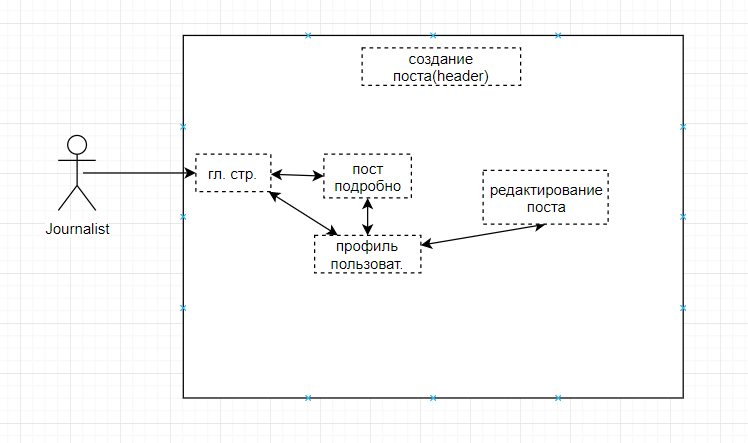 создание
поста(header)
гл. стр.
пост
подробно
редактирование
поста
Journalist
профиль
пользоват.